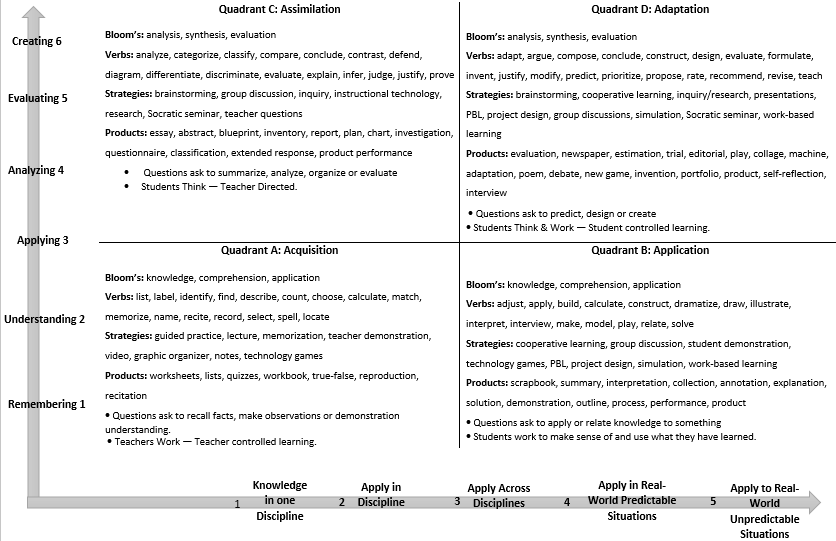 Creating 6
Evaluating 5
Analyzing 4
Applying 3
Understanding 2
Remembering 1
Quadrant C: Assimilation
Bloom's: analysis, synthesis, evaluation
Verbs: analyze, categorize, classify, compare, conclude, contrast, defend,
diagram, differentiate, discriminate, evaluate, explain, infer, judge, justify, prove
Strategies: brainstorming, group discussion, inquiry, instructional technology,
research, Socratic seminar, teacher questions
Products: essay, abstract, blueprint, inventory, report, plan, chart, investigation,
questionnaire, classification, extended response, product performance
• Questions ask to summarize, analyze, organize or evaluate
• Students Think — Teacher Directed.
Quadrant D: Adaptation
Bloom's: analysis, synthesis, evaluation
Verbs: adapt, argue, compose, conclude, construct, design, evaluate, formulate,
invent, justify, modify, predict, prioritize, propose, rate, recommend, revise, teach
Strategies: brainstorming, cooperative learning, inquiry/research, presentations,
PBL, project design, group discussions, simulation, Socratic seminar, work-based
learning
Products: evaluation, newspaper, estimation, trial, editorial, play, collage, machine,
adaptation, poem, debate, new game, invention, portfolio, product, self-reflection,
interview
• Questions ask to predict, design or create
• Students Think & Work — Student controlled learning.
Quadrant A: Acquisition
Bloom's: knowledge, comprehension, application
Verbs: list, label, identify, find, describe, count, choose, calculate, match,
memorize, name, recite, record, select, spell, locate
Strategies: guided practice, lecture, memorization, teacher demonstration,
video, graphic organizer, notes, technology games
Products: worksheets, lists, quizzes, workbook, true-false, reproduction,
recitation
• Questions ask to recall facts, make observations or demonstration
understanding.
• Teachers Work — Teacher controlled learning.
Quadrant B: Application
Bloom's: knowledge, comprehension, application
Verbs: adjust, apply, build, calculate, construct, dramatize, draw, illustrate,
interpret, interview, make, model, play, relate, solve
Strategies: cooperative learning, group discussion, student demonstration,
technology games, PBL, project design, simulation, work-based learning
Products: scrapbook, summary, interpretation, collection, annotation, explanation,
solution, demonstration, outline, process, performance, product
• Questions ask to apply or relate knowledge to something
• Students work to make sense of and use what they have learned.
1
Knowledge
in one
Discipline
2
Apply in
Discipline
3
Apply Across
Disciplines
4
Apply in Real-
World Predictable
Situations
5
Apply to Real-
World
Unpredictable
Situations